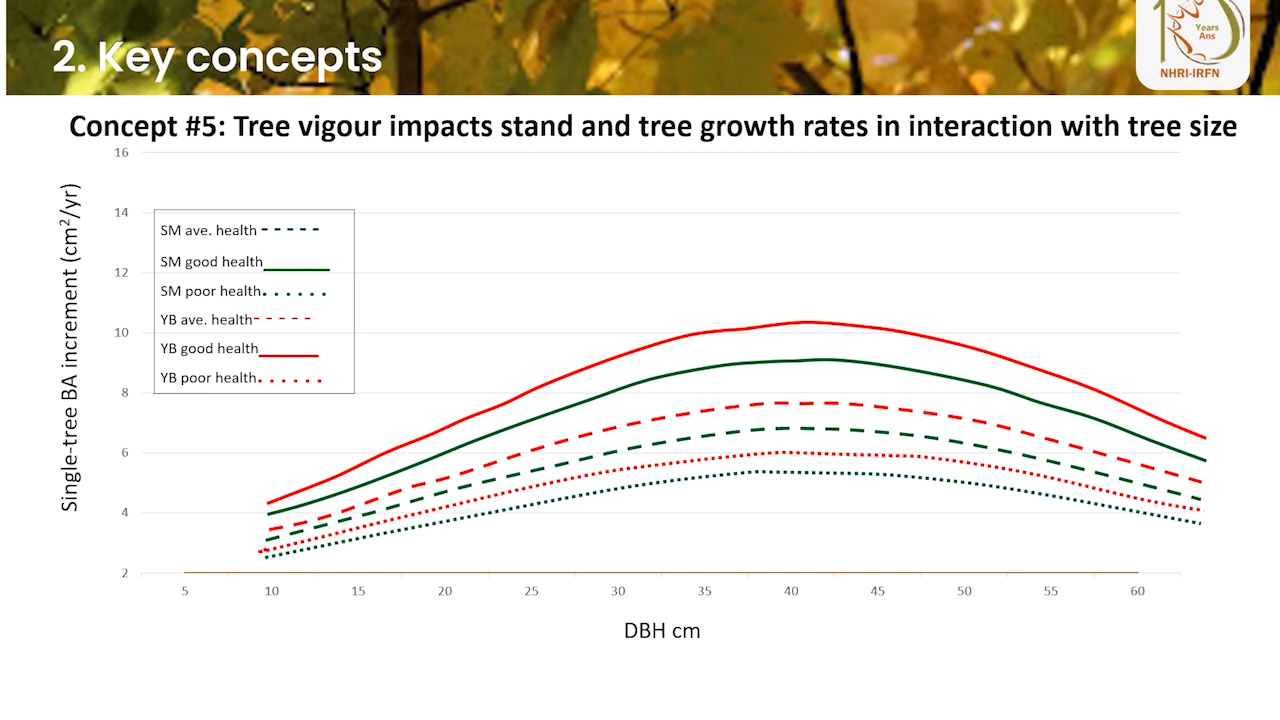 2. Key concepts
10
Years
Ans
NHRI-IRFN
Concept #5: Tree vigour impacts stand and tree growth rates in interaction with tree size
Single-tree BA increment (cm²/yr)
16
14
12
10
8
6
4
2
SM ave. health
SM good health
SM poor health
YB ave. health
YB good health
YB poor health
5 10 15 20 25 30 35 40 45 50 55 60
DBH cm